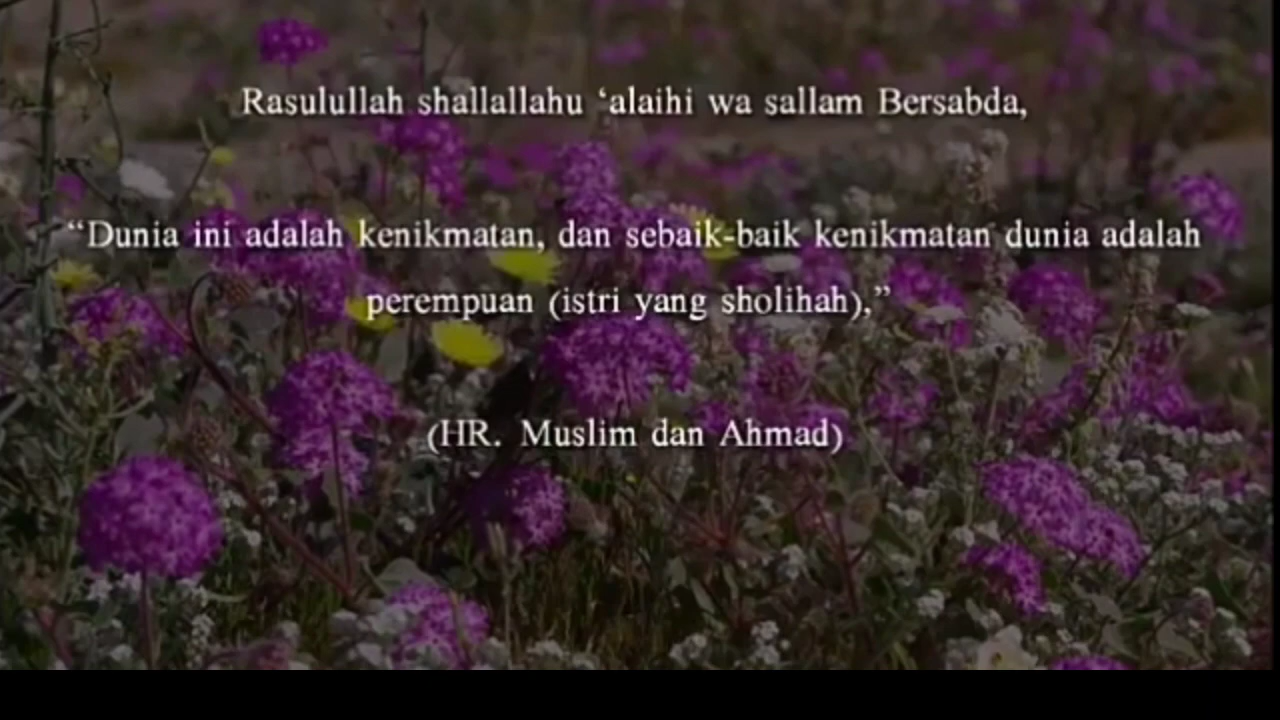 Rasulullah shallallahu ‘alaihi wa sallam Bersabda,
“Dunia ini adalah kenikmatan, dan sebaik-baik kenikmatan dunia adalah
perempuan (istri yang sholihah),”
(HR. Muslim dan Ahmad)